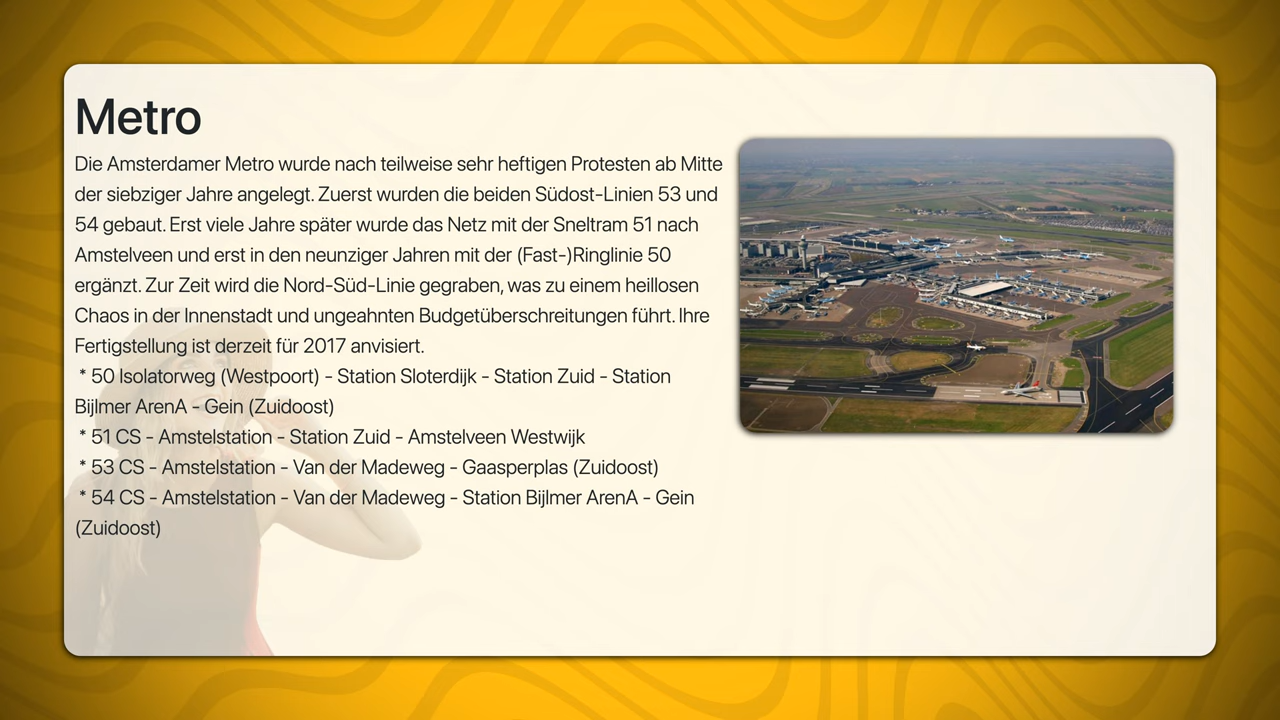 Metro
Die Amsterdamer Metro wurde nach teilweise sehr heftigen Protesten ab Mitte
der siebziger Jahre angelegt. Zuerst wurden die beiden Südost-Linien 53 und
54 gebaut. Erst viele Jahre später wurde das Netz mit der Sneltram 51 nach
Amstelveen und erst in den neunziger Jahren mit der (Fast-)Ringlinie 50
ergänzt. Zur Zeit wird die Nord-Süd-Linie gegraben, was zu einem heillosen
Chaos in der Innenstadt und ungeahnten Budgetüberschreitungen führt. Ihre
Fertigstellung ist derzeit für 2017 anvisiert.
* 50 Isolatorweg (Westpoort) - Station Sloterdijk - Station Zuid - Station
Bijlmer ArenA - Gein (Zuidoost)
* 51 CS - Amstelstation - Station Zuid - Amstelveen Westwijk
* 53 CS - Amstelstation - Van der Madeweg - Gaasperplas (Zuidoost)
* 54 CS - Amstelstation - Van der Madeweg - Station Bijlmer ArenA - Gein
(Zuidoost)